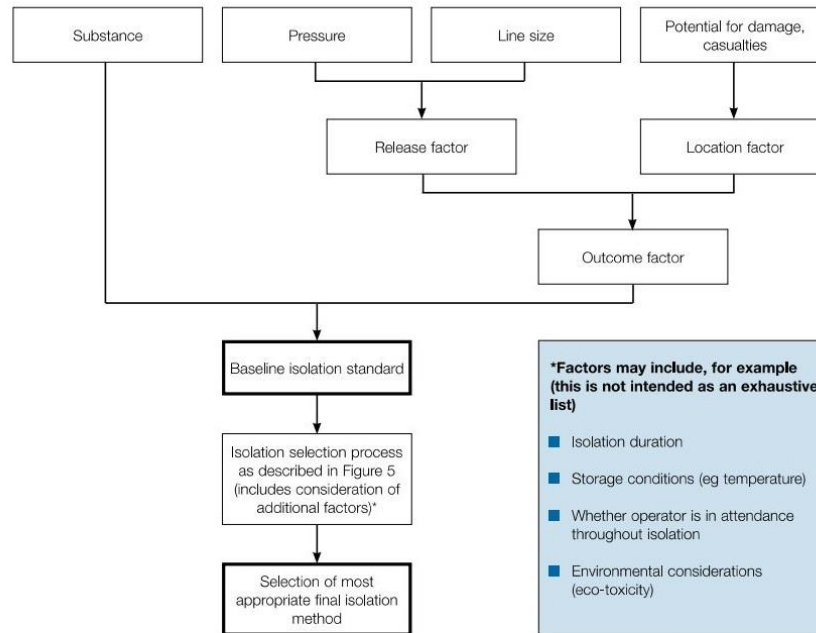 Substance
Pressure
Line size
Potential for damage,
casualties
Release factor
Location factor
Outcome factor
Baseline isolation standard
Isolation selection process
as described in Figure 5
(includes consideration of
additional factors)*
Selection of most
appropriate final isolation
method
*Factors may include, for example
(this is not intended as an exhaustive
list)
Isolation duration
Storage conditions (eg temperature)
Whether operator is in attendance
throughout isolation
Environmental considerations
(eco-toxicity)